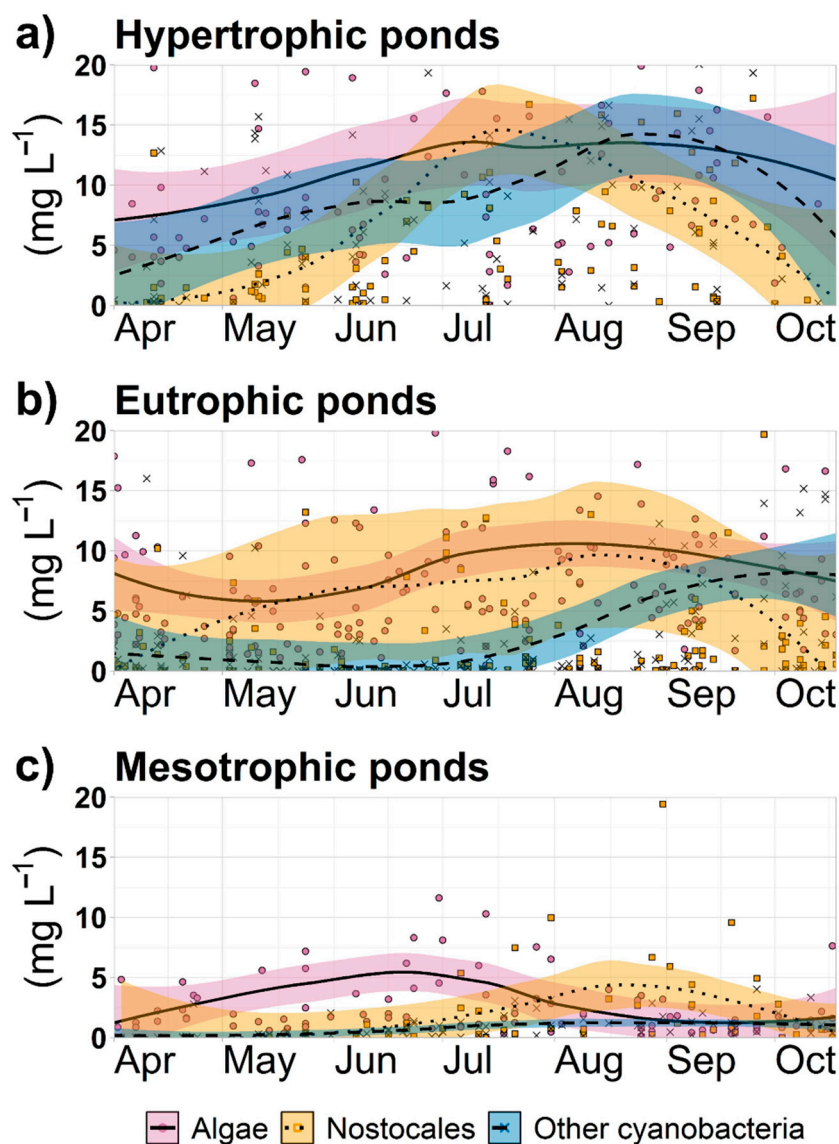 a) Hypertrophic ponds
(mg L⁻¹)
20
15
10
5
0
Apr May Jun Jul Aug Sep Oct
b) Eutrophic ponds
(mg L⁻¹)
20
15
10
5
0
Apr May Jun Jul Aug Sep Oct
c) Mesotrophic ponds
(mg L⁻¹)
20
15
10
5
0
Apr May Jun Jul Aug Sep Oct
Algae Nostocales Other cyanobacteria